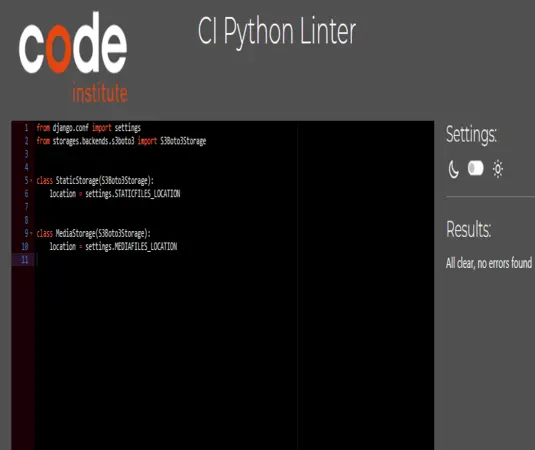 code
institute
CI Python Linter
1 from django.conf import settings
2 from storages.backends.s3boto3 import S3Boto3Storage
3
4
5 class StaticStorage(S3Boto3Storage):
6 location = settings.STATICFILES_LOCATION
7
8
9 class MediaStorage(S3Boto3Storage):
10 location = settings.MEDIAFILES_LOCATION
11
Settings:
Results:
All clear, no errors found